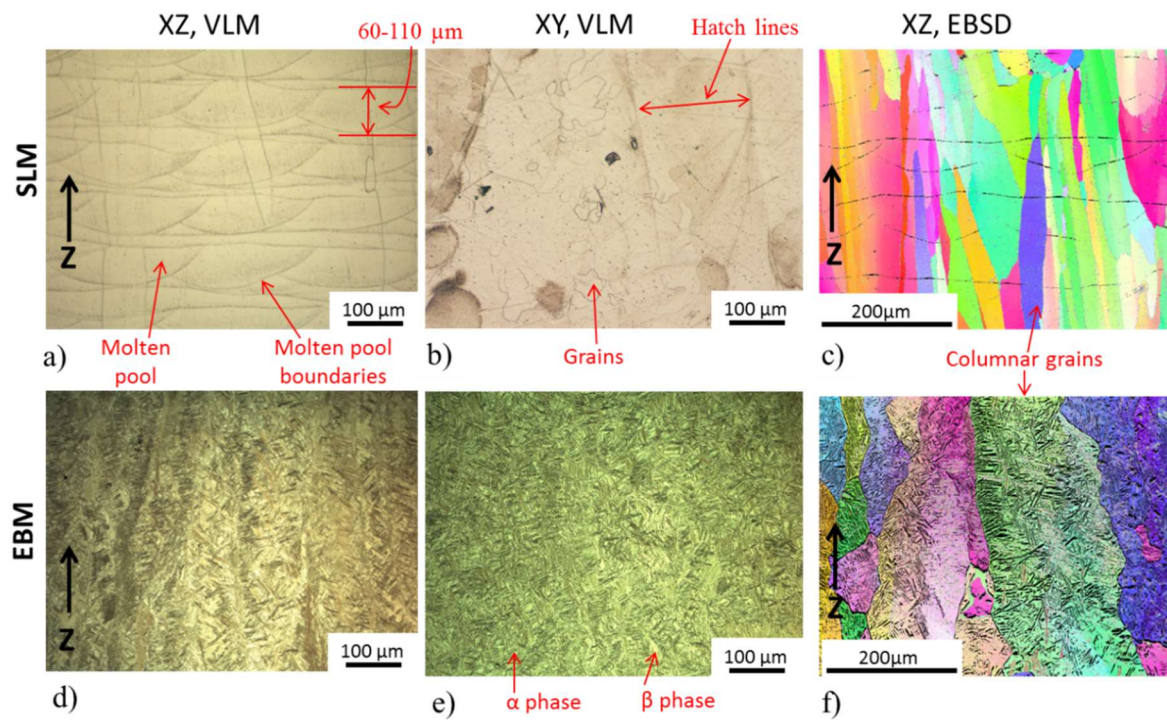 XZ, VLM
XY, VLM
XZ, EBSD
60-110 µm
Hatch lines
SLM
Z
100 µm
100 µm
Z
200µm
a)
Molten
pool
Molten pool
boundaries
b)
Grains
c)
Columnar grains
EBM
Z
100 µm
100 µm
Z
200µm
d)
e)
α phase
β phase
f)